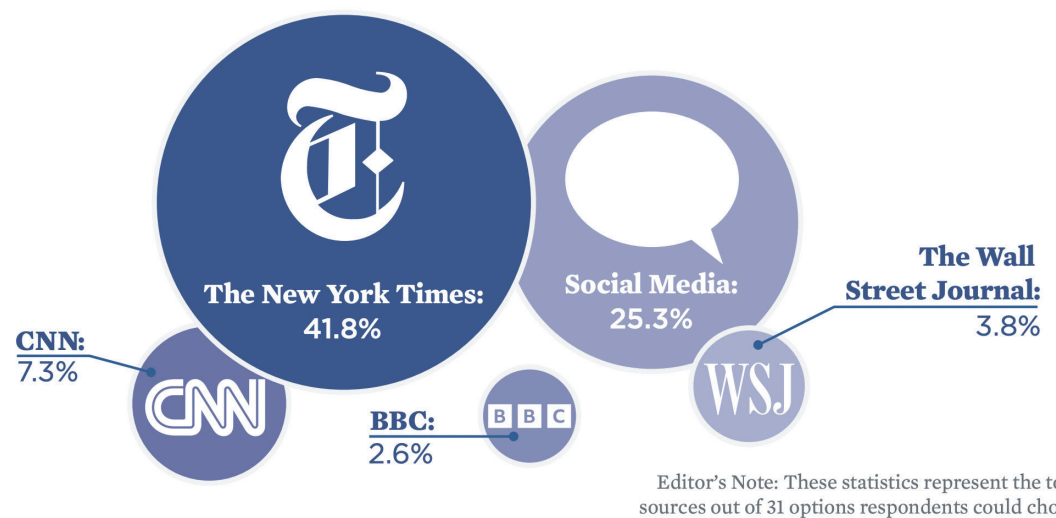 The New York Times:
41.8%
Social Media:
25.3%
The Wall
Street Journal:
3.8%
WSJ
CNN:
7.3%
CNN
BBC:
2.6%
BBC
Editor's Note: These statistics represent the
sources out of 31 options respondents could